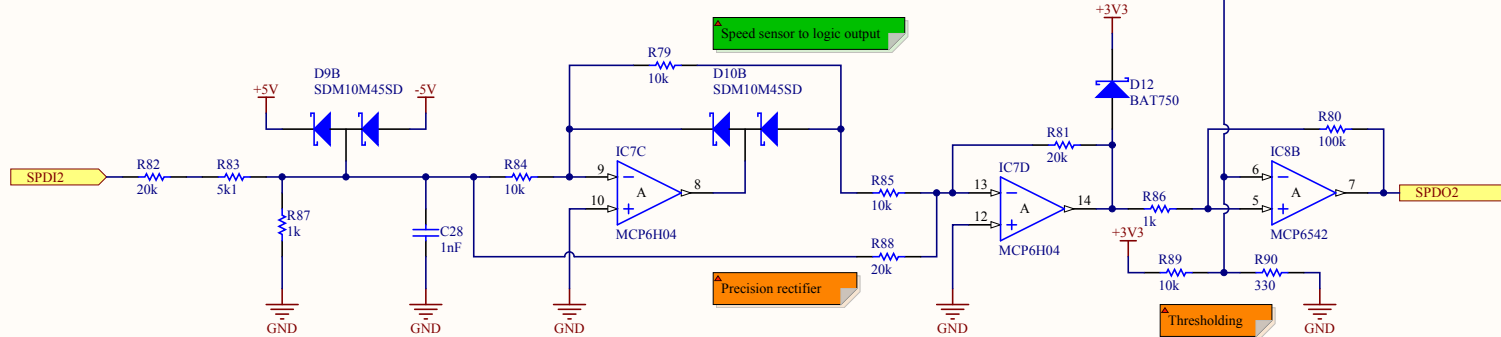 +3V3
Speed sensor to logic output
R79
10k
D9B
SDM10M45SD
D10B
SDM10M45SD
+5V
-5V
D12
BAT750
R80
100k
R81
20k
IC7C
IC7D
IC8B
SPDI2
R82
20k
R83
5k1
R84
10k
9
8
A
10
MCP6H04
R85
10k
13
14
A
12
MCP6H04
R86
1k
6
7
A
5
MCP6542
SPDO2
R87
1k
C28
1nF
R88
20k
+3V3
R89
10k
R90
330
Precision rectifier
Thresholding
GND
GND
GND
GND
GND